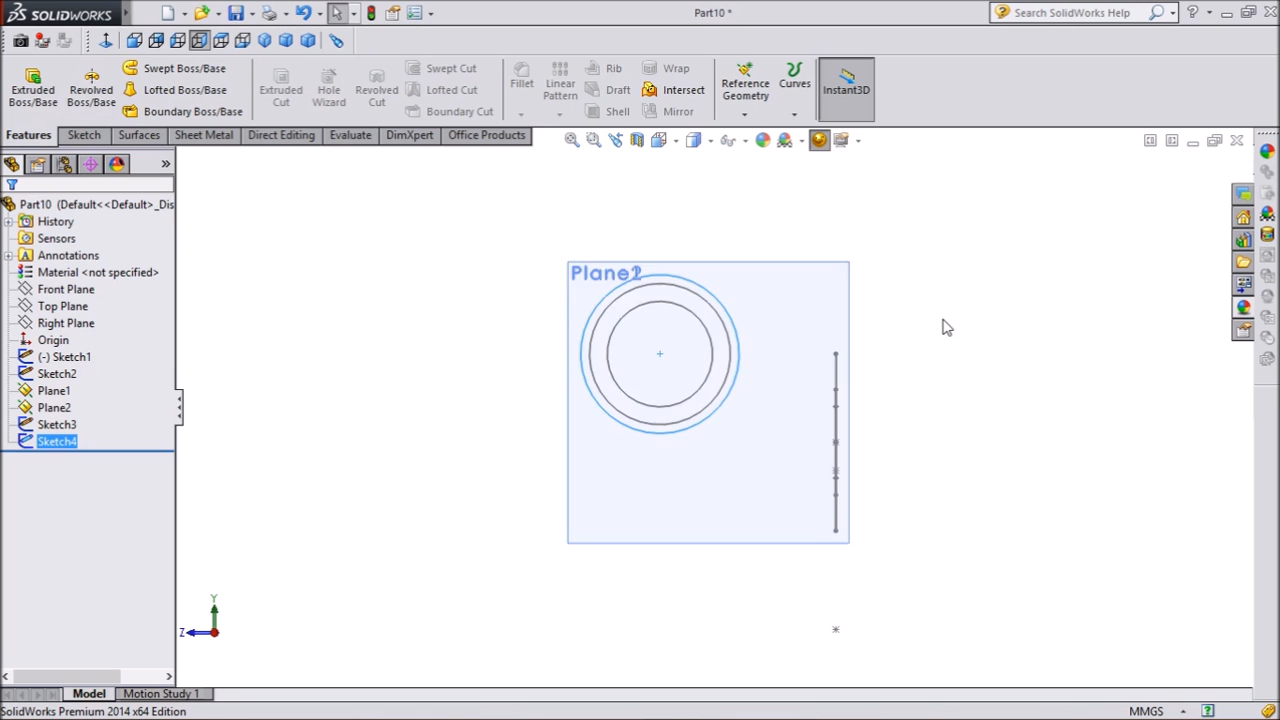 SOLIDWORKS
Part10 *
Search SolidWorks Help
Extruded Boss/Base
Revolved Boss/Base
Swept Boss/Base
Lofted Boss/Base
Boundary Boss/Base
Extruded Cut
Hole Wizard
Revolved Cut
Swept Cut
Lofted Cut
Boundary Cut
Fillet
Linear Pattern
Rib
Draft
Shell
Wrap
Intersect
Mirror
Reference Geometry
Curves
Instant3D
Features
Sketch
Surfaces
Sheet Metal
Direct Editing
Evaluate
DimXpert
Office Products
Part10 (Default<<Default>_Dis
History
Sensors
Annotations
Material <not specified>
Front Plane
Top Plane
Right Plane
Origin
(-) Sketch1
Sketch2
Plane1
Plane2
Sketch3
Sketch4
Y
Z
Model
Motion Study 1
SolidWorks Premium 2014 x64 Edition
MMGS